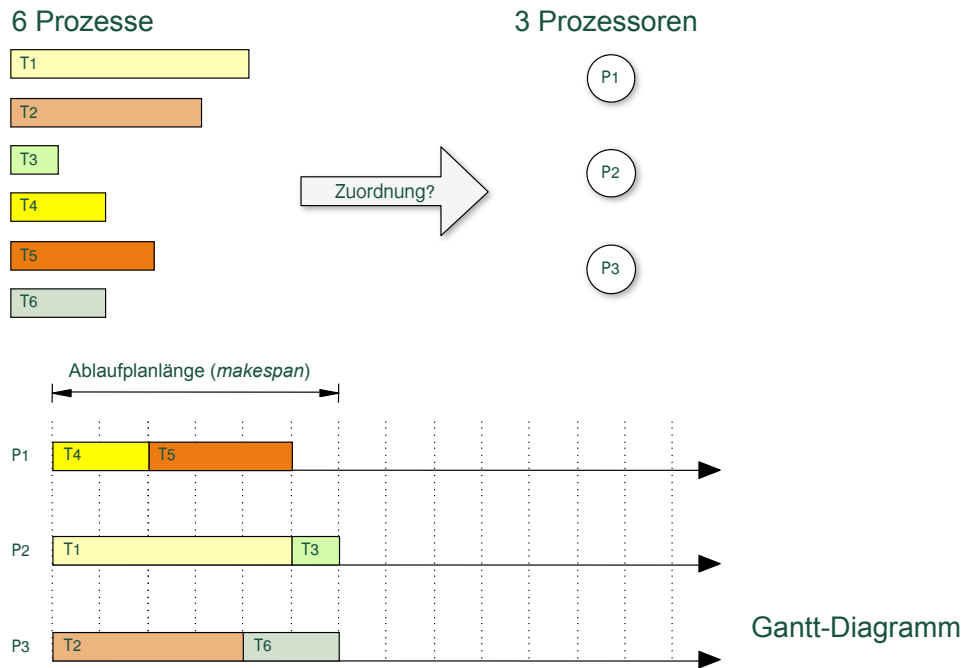 6 Prozesse
3 Prozessoren
T1
P1
T2
T3
P2
Zuordnung?
T4
T5
P3
T6
Ablaufplanlänge (makespan)
P1 T4 T5
P2 T1 T3
P3 T2 T6
Gantt-Diagramm